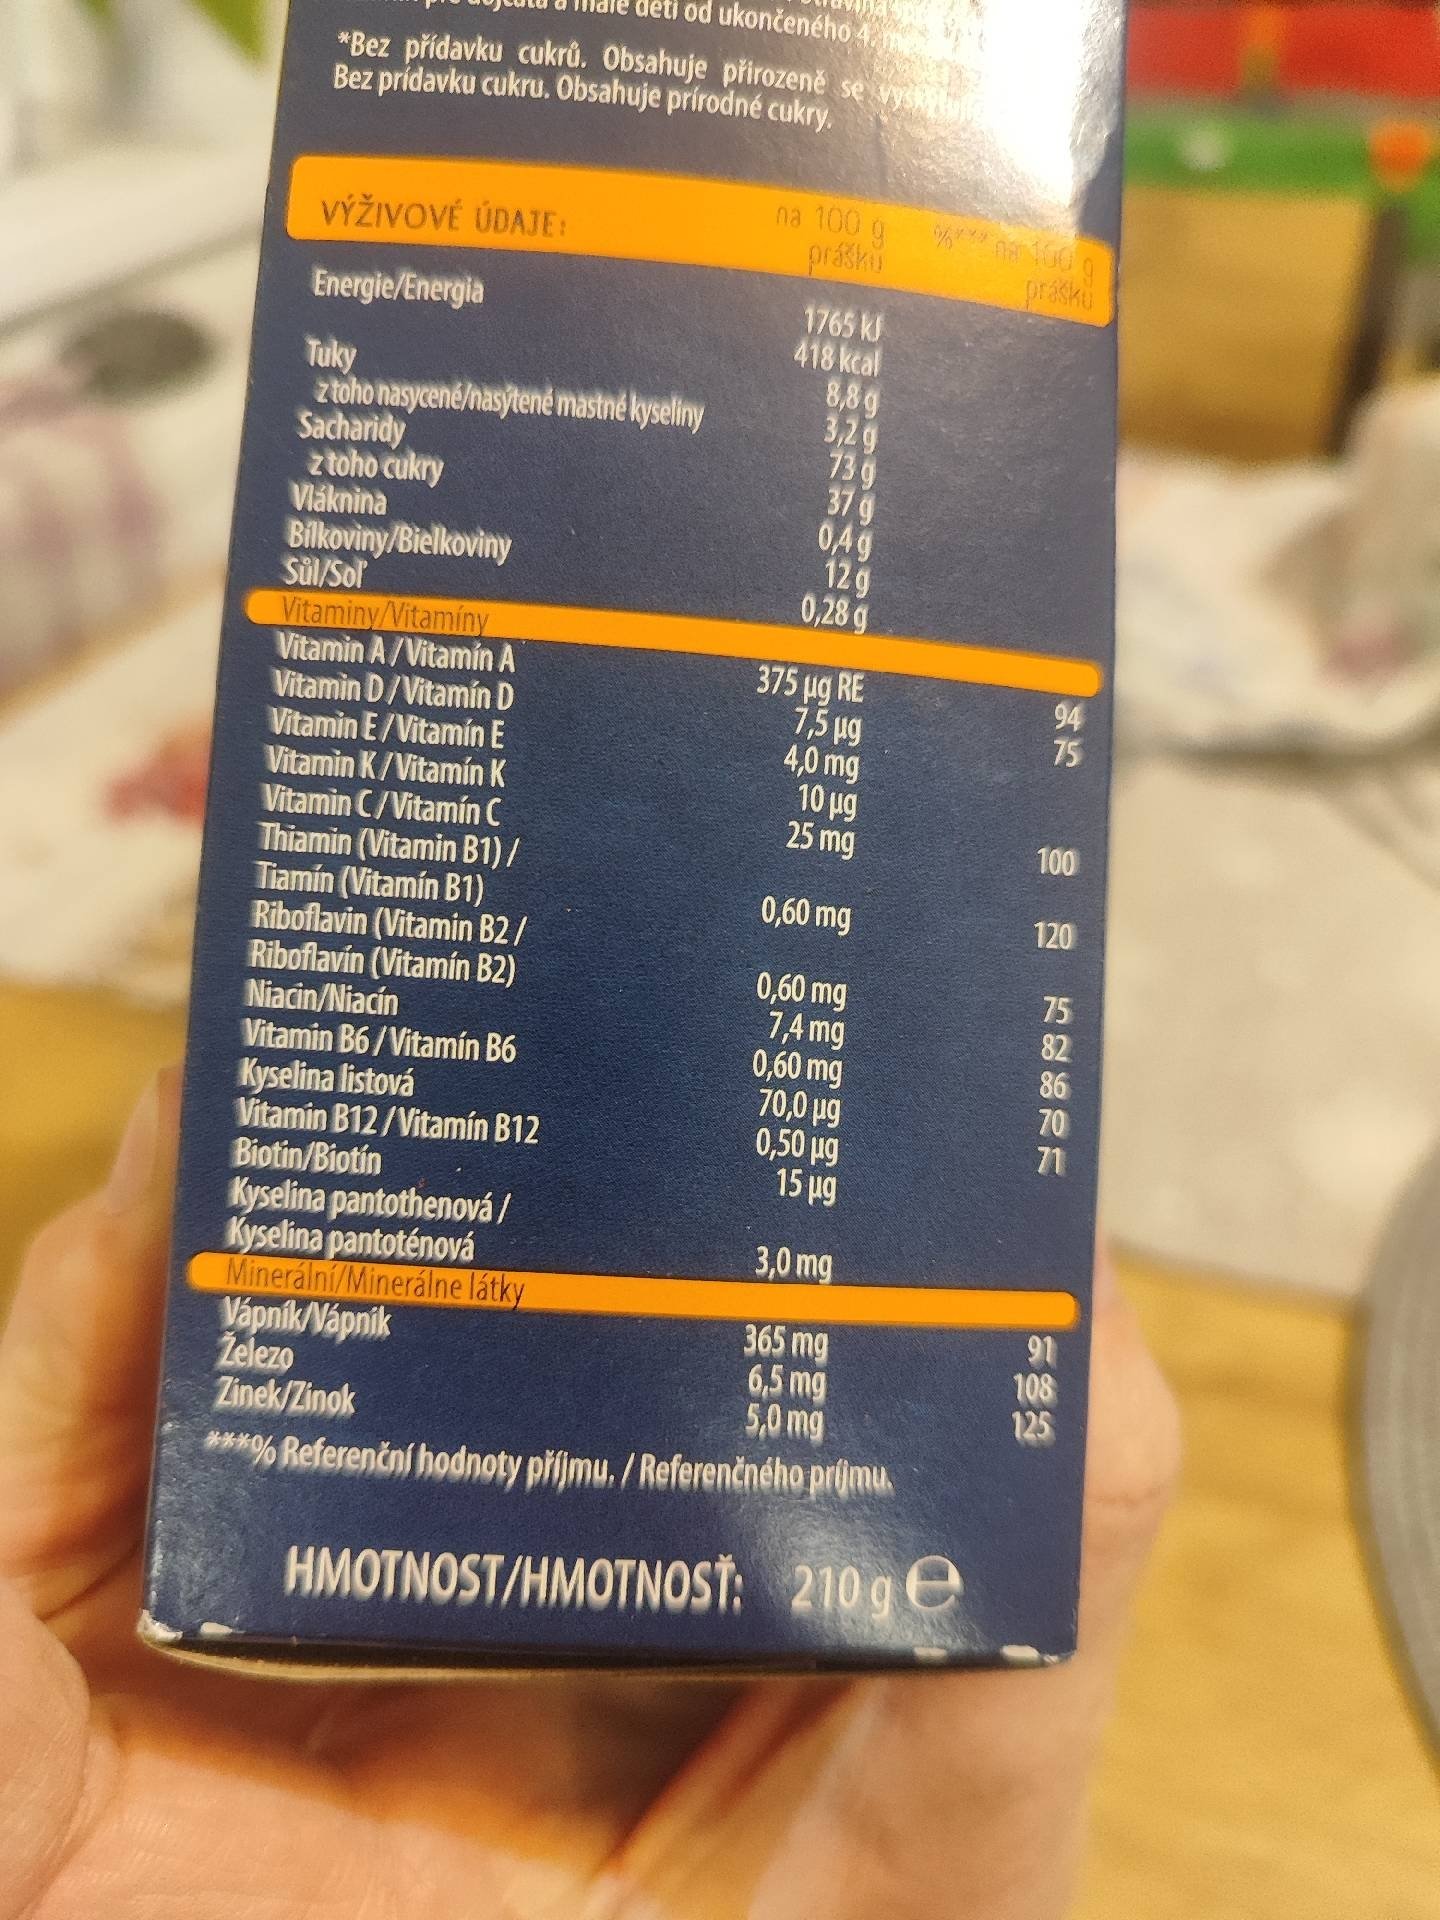 děti od ukončeného 4.
*Bez přídavku cukrů. Obsahuje přirozeně se
Bez prídavku cukru. Obsahuje prírodné cukry.
VÝŽIVOVÉ ÚDAJE: na 100 g prášku %*** na 100 g prášku
Energie/Energia 1765 kJ
418 kcal
Tuky 8,8 g
z toho nasycené/nasýtené mastné kyseliny 3,2 g
Sacharidy 73 g
z toho cukry 37 g
Vláknina 0,4 g
Bílkoviny/Bielkoviny 12 g
Sůl/Soľ 0,28 g
Vitaminy/Vitamíny
Vitamin A / Vitamín A 375 µg RE 94
Vitamin D / Vitamín D 7,5 µg 75
Vitamin E / Vitamín E 4,0 mg
Vitamin K / Vitamín K 10 µg
Vitamin C / Vitamín C 25 mg 100
Thiamin (Vitamin B1) /
Tiamín (Vitamín B1) 0,60 mg 120
Riboflavin (Vitamin B2 /
Riboflavín (Vitamín B2) 0,60 mg 75
Niacin/Niacín 7,4 mg 82
Vitamin B6 / Vitamín B6 0,60 mg 86
Kyselina listová 70,0 µg 70
Vitamin B12 / Vitamín B12 0,50 µg 71
Biotin/Biotín 15 µg
Kyselina pantothenová /
Kyselina pantoténová 3,0 mg
Minerální/Minerálne látky
Vápník/Vápnik 365 mg 91
Železo 6,5 mg 108
Zinek/Zinok 5,0 mg 125
***% Referenční hodnoty příjmu. / Referenčného príjmu.
HMOTNOST/HMOTNOSŤ: 210 g ℮